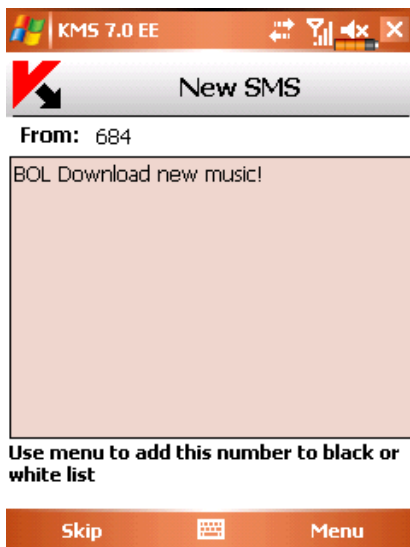 KMS 7.0 EE
New SMS
From: 684
BOL Download new music!
Use menu to add this number to black or
white list
Skip Menu